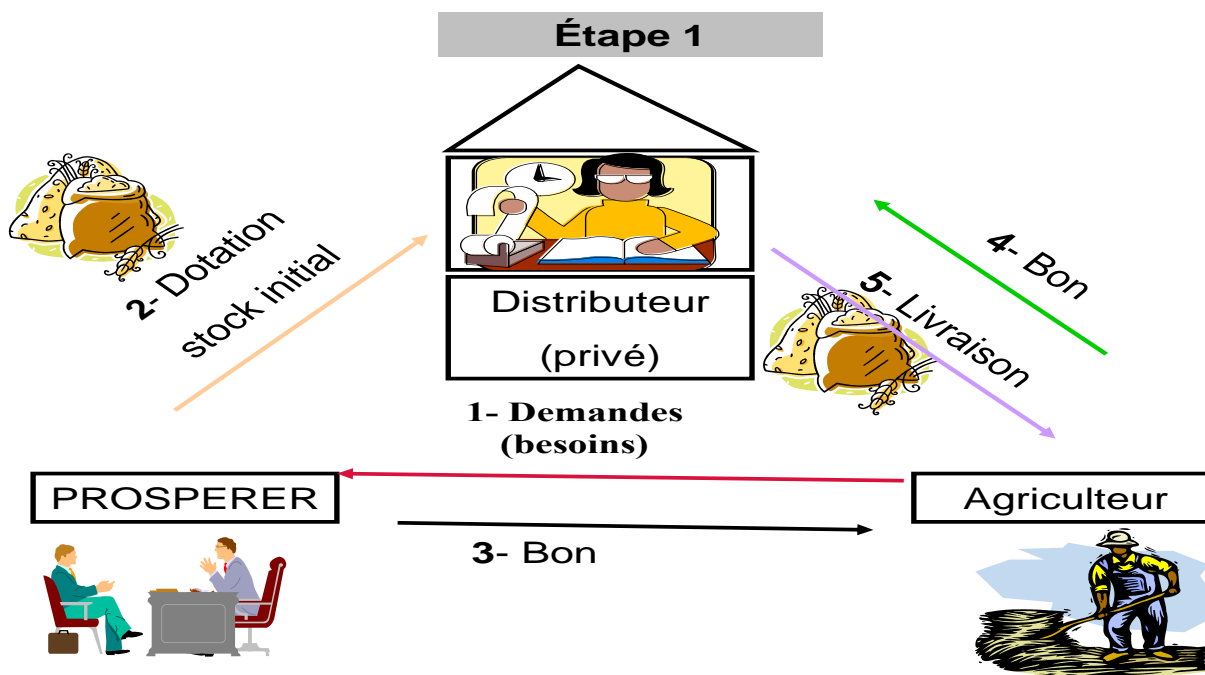 Étape 1
2- Dotation
stock initial
Distributeur
(privé)
4- Bon
5- Livraison
1- Demandes
(besoins)
PROSPERER
Agriculteur
3- Bon